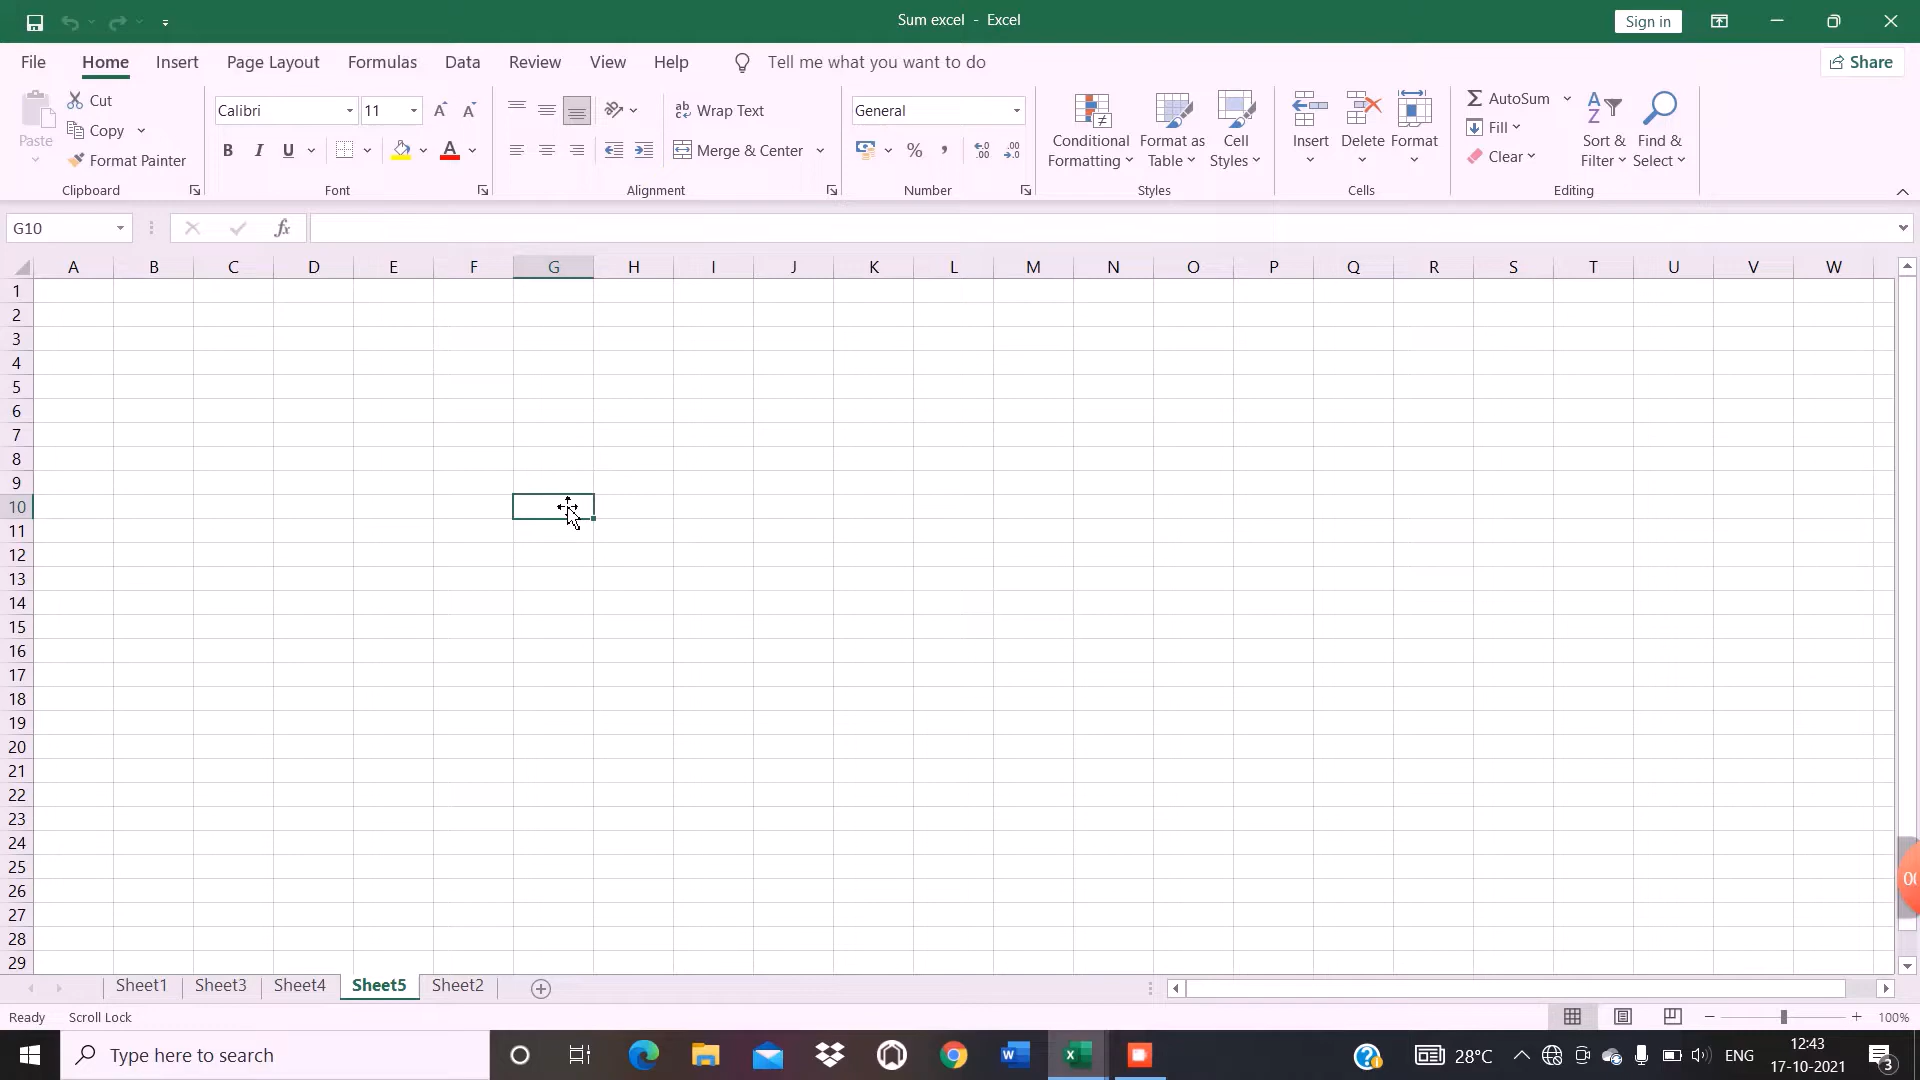 Sum excel - Excel
Sign in
File Home Insert Page Layout Formulas Data Review View Help Tell me what you want to do Share
Paste
Cut
Copy
Format Painter
Clipboard
Calibri 11
B I U A
Font
ab Wrap Text
Merge & Center
Alignment
General
% , .00
Number
Conditional Formatting
Format as Table
Cell Styles
Styles
Insert Delete Format
Cells
AutoSum
Fill
Clear
Sort & Filter
Find & Select
Editing
G10 fx
A B C D E F G H I J K L M N O P Q R S T U V W
1
2
3
4
5
6
7
8
9
10
11
12
13
14
15
16
17
18
19
20
21
22
23
24
25
26
27
28
29
Sheet1 Sheet3 Sheet4 Sheet5 Sheet2
Ready Scroll Lock 100%
Type here to search
28°C ENG
12:43
17-10-2021
3